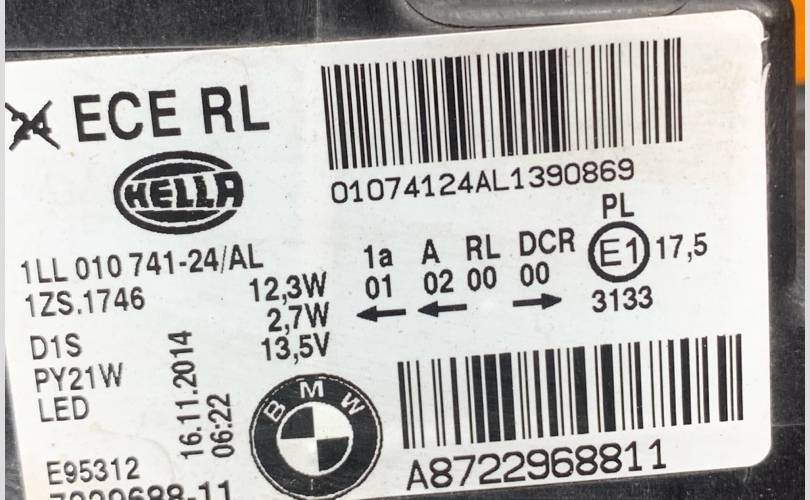 24 ECE RL
HELLA
01074124AL1390869
1LL 010 741-24/AL
1ZS.1746
12,3W
2,7W
13,5V
D1S
PY21W
LED
16.11.2014
06:22
1a A RL DCR
01 02 00 00
← ← →
PL
E1 17,5
3133
BMW
E95312
A8722968811